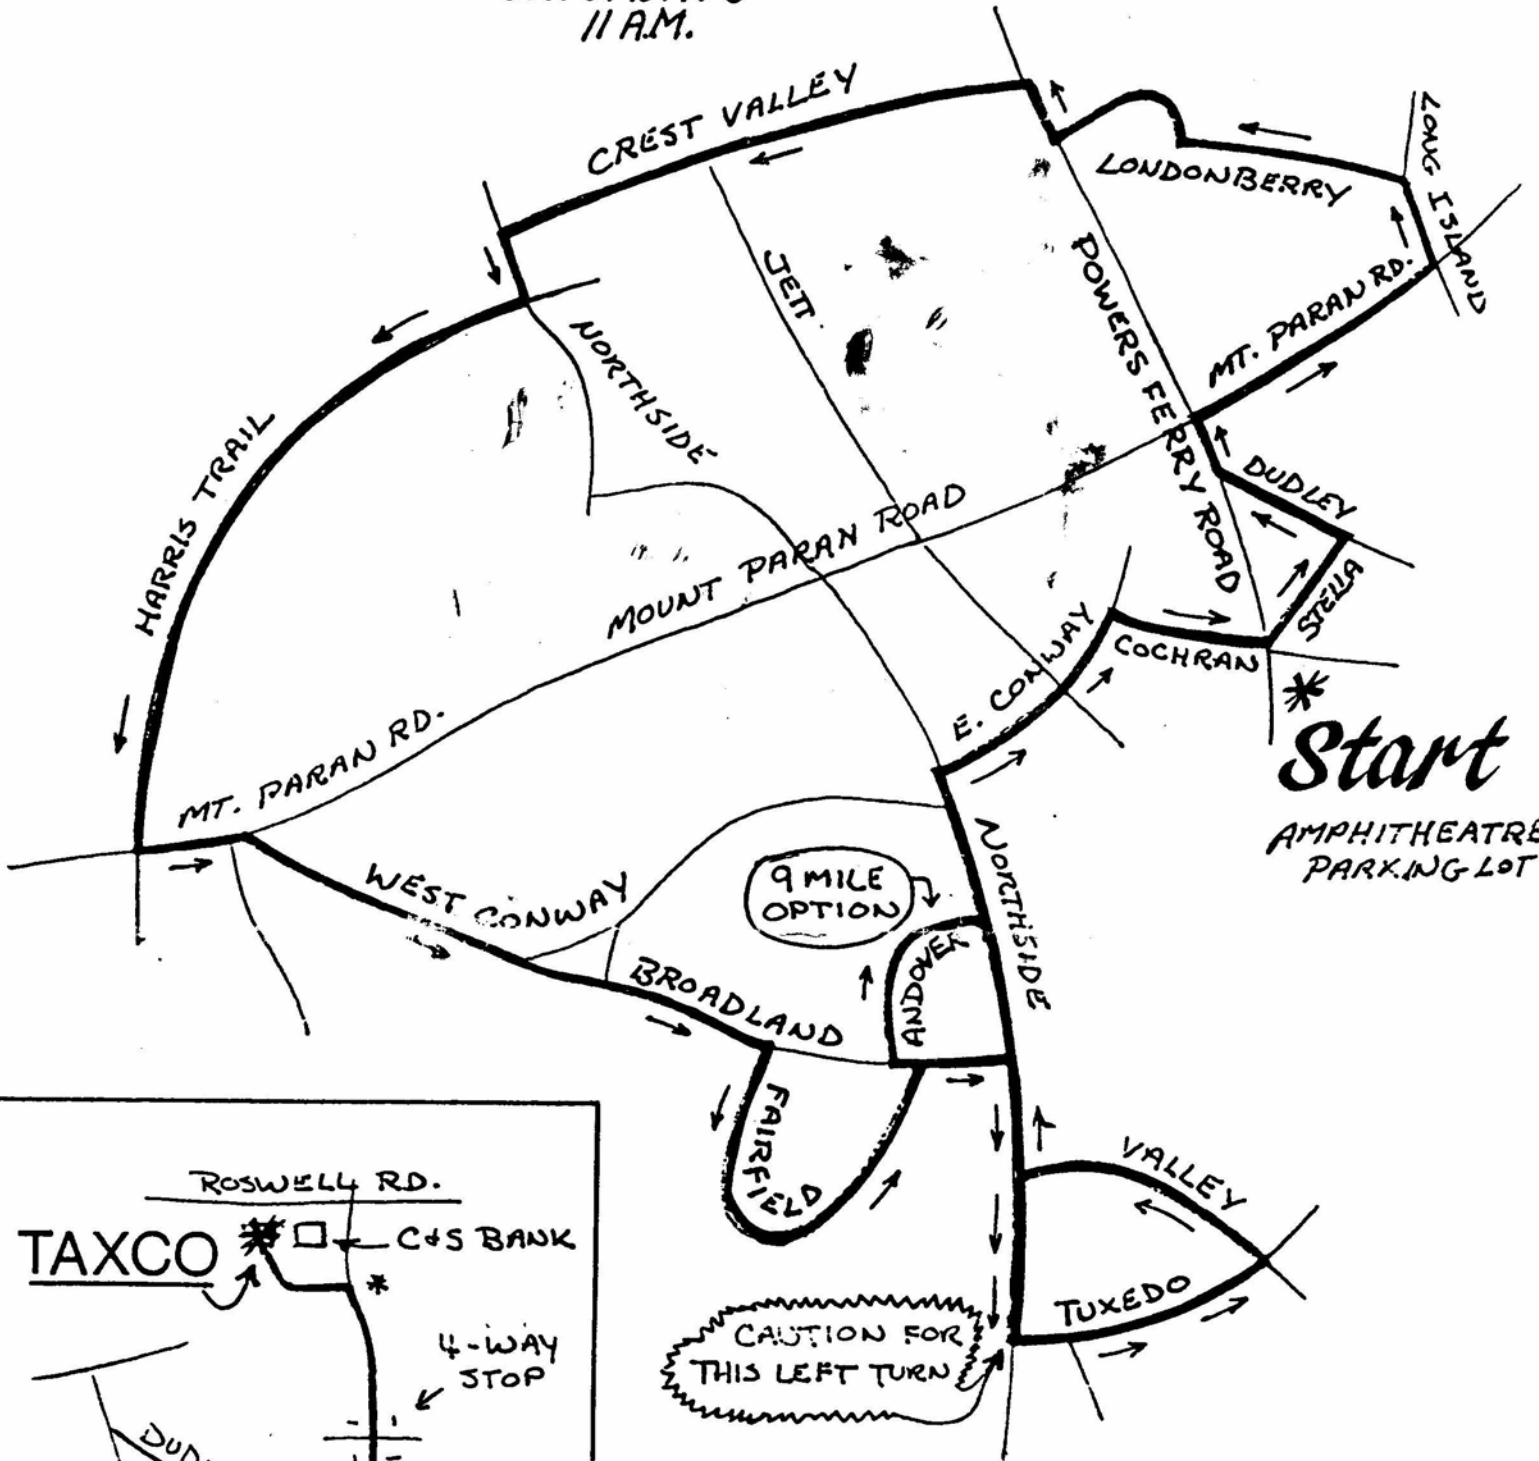 11 A.M.
CREST VALLEY
LONG ISLAND
LONDONBERRY
JETT
POWERS FERRY ROAD
MT. PARAN RD.
NORTHSIDE
HARRIS TRAIL
DUDLEY
MOUNT PARAN ROAD
STELLA
E. CONWAY
COCHRAN
Start
AMPHITHEATRE
PARKING LOT
MT. PARAN RD.
WEST CONWAY
9 MILE
OPTION
NORTHSIDE
ANDOVER
BROADLAND
FAIRFIELD
VALLEY
TUXEDO
CAUTION FOR
THIS LEFT TURN
ROSWELL RD.
TAXCO
C&S BANK
4-WAY
STOP